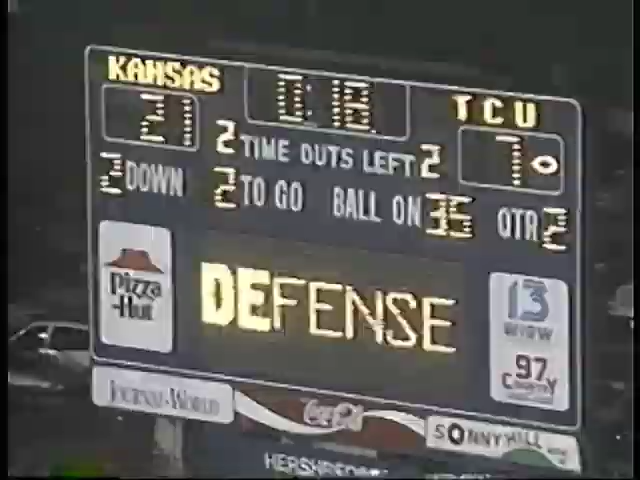 KANSAS 0:18 TCU
21 7
2 TIME OUTS LEFT 2
2 DOWN 2 TO GO BALL ON 35 QTR 2
Pizza Hut
DEFENSE
13
WIBW
97
Country
JOURNAL-WORLD
Coca-Cola
SONNY HILL